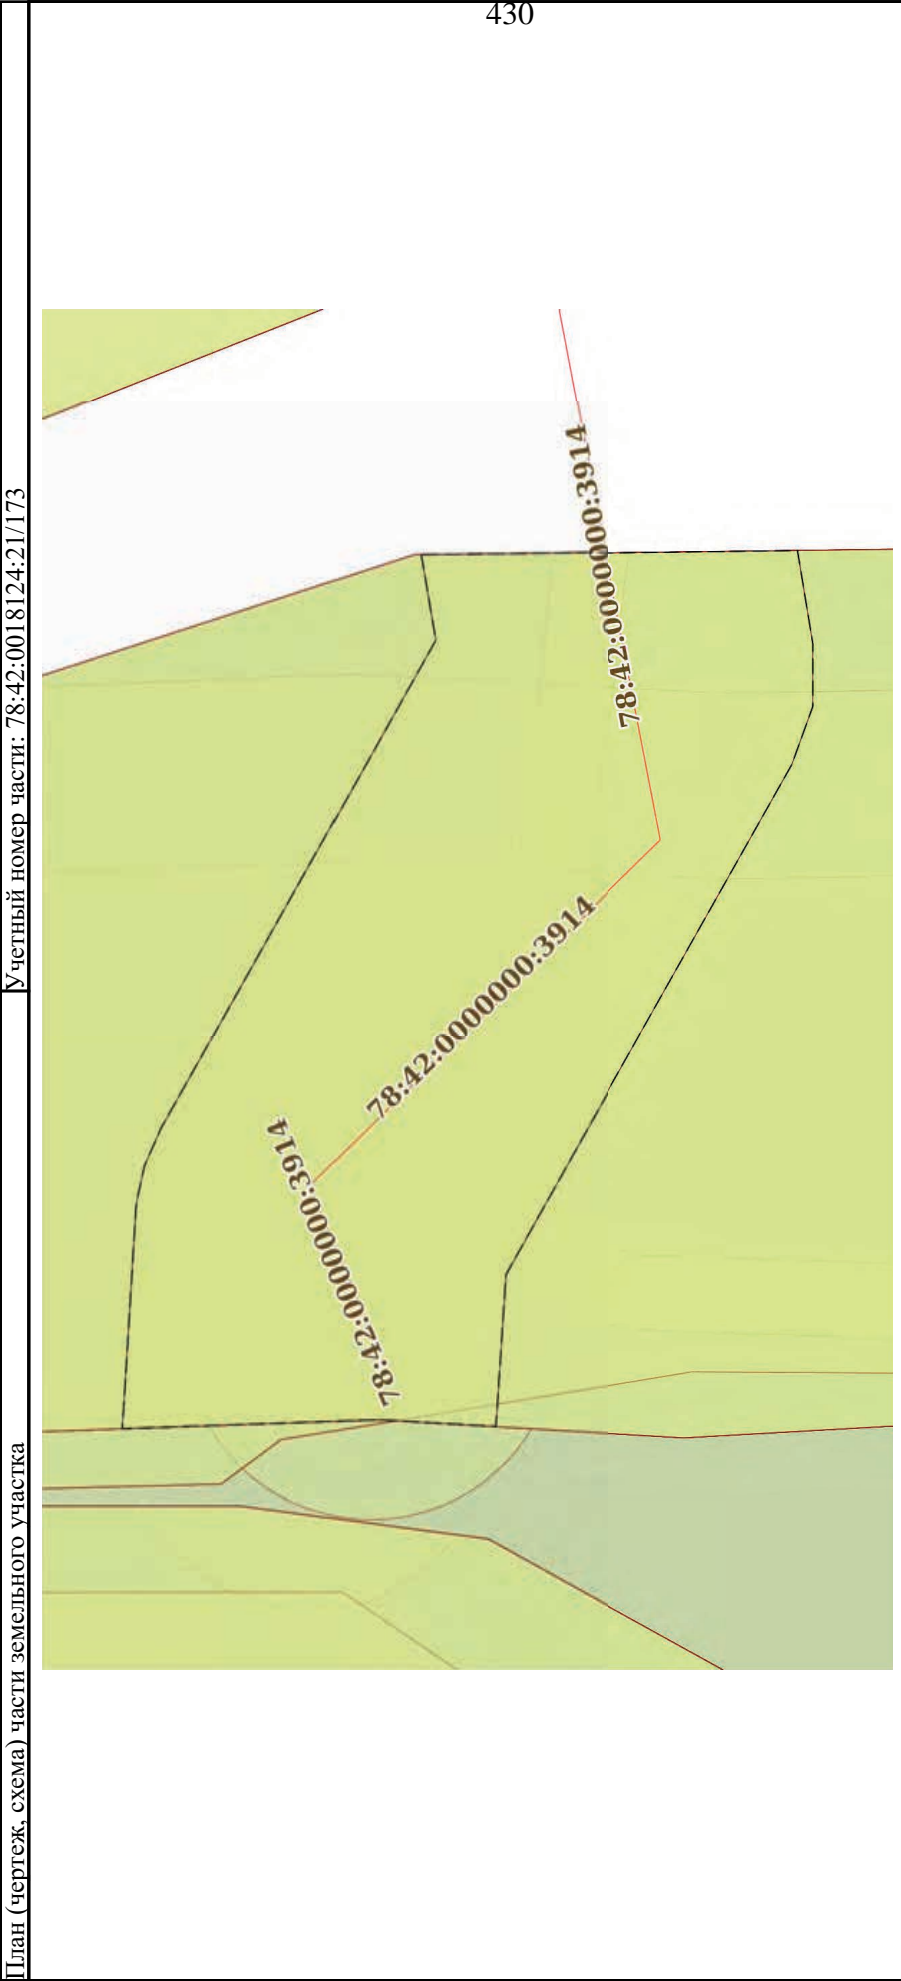 430
План (чертеж, схема) части земельного участка
Учетный номер части: 78:42:0018124:21/173
78:42:0000000:3914
78:42:0000000:3914
78:42:0000000:3914